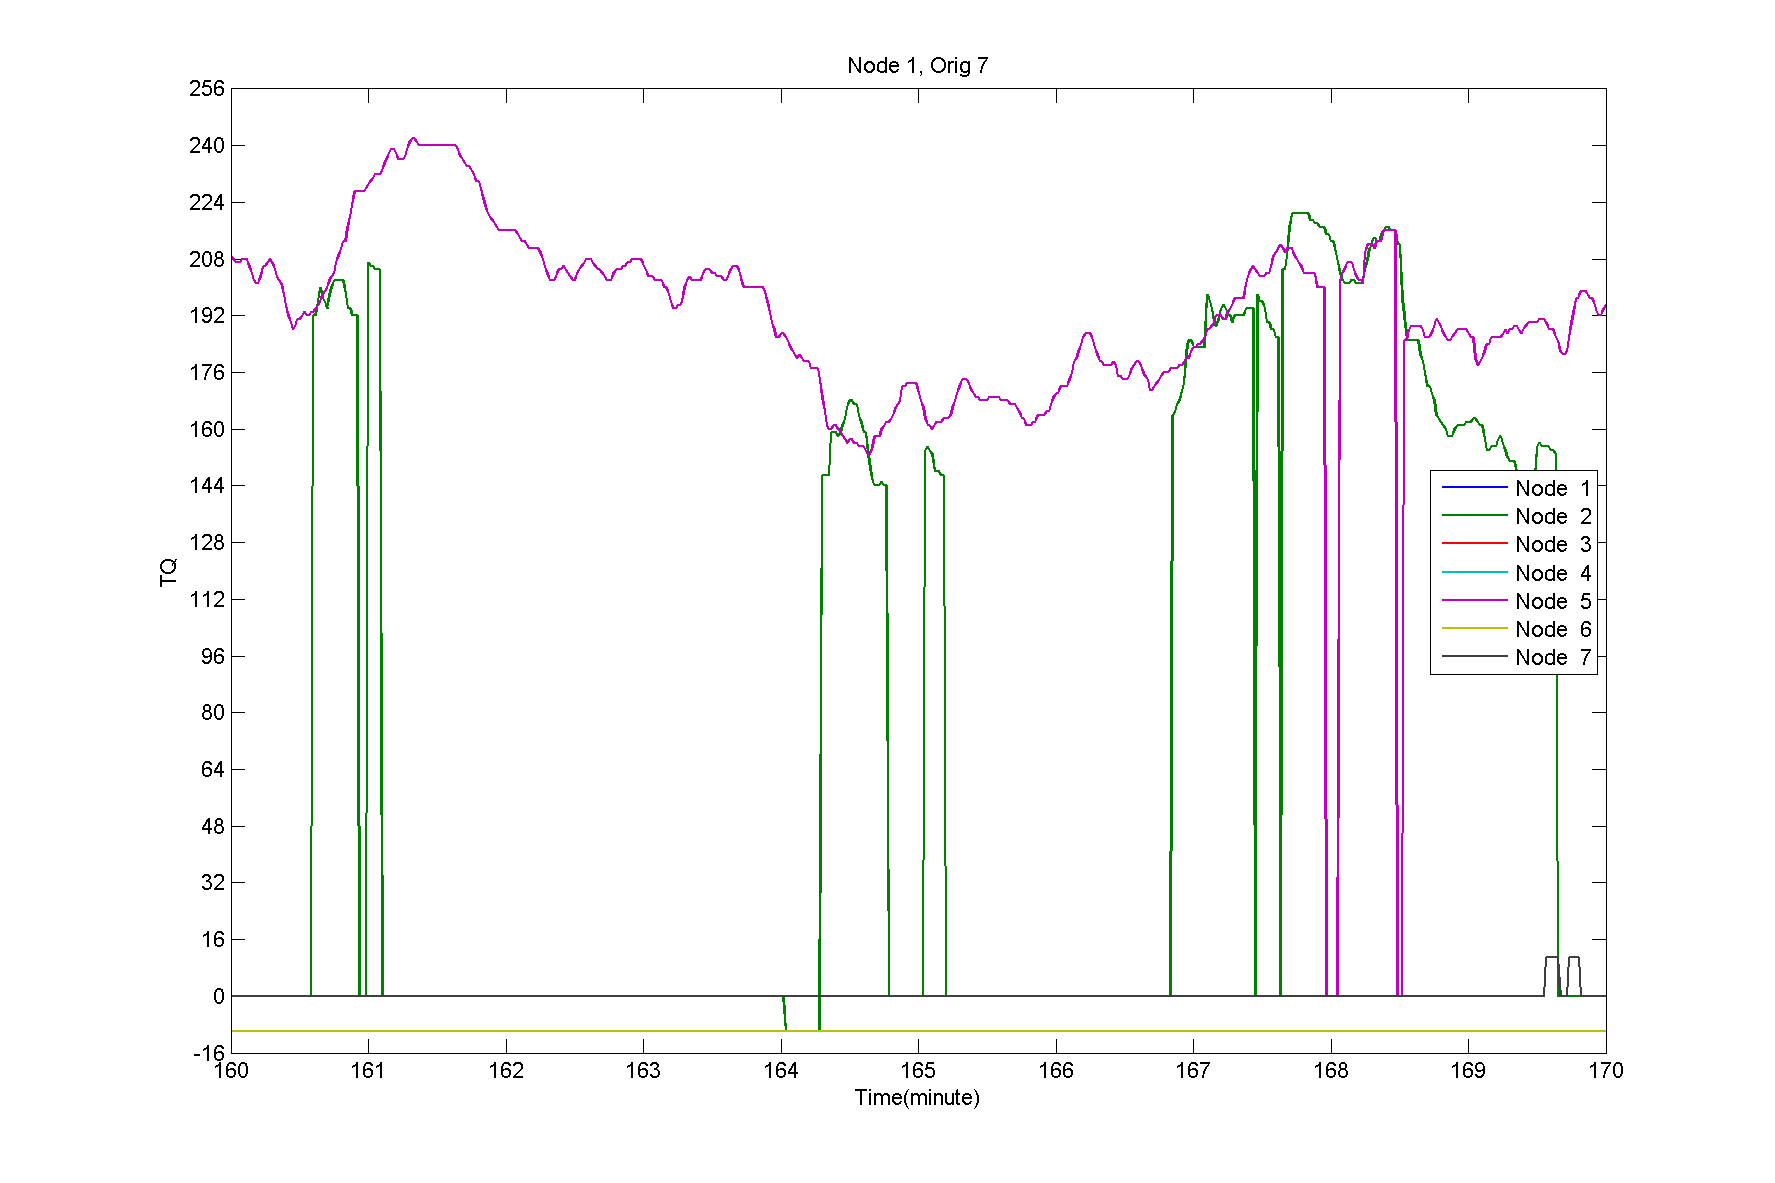 Node 1, Orig 7
256
240
224
208
192
176
160
144
128
112
96
80
64
48
32
16
0
-16
TQ
Node 1
Node 2
Node 3
Node 4
Node 5
Node 6
Node 7
160 161 162 163 164 165 166 167 168 169 170
Time(minute)